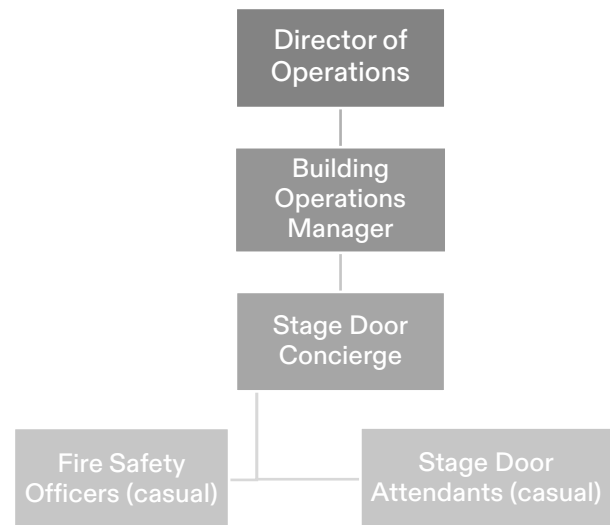 Director of
Operations
Building
Operations
Manager
Stage Door
Concierge
Fire Safety
Officers (casual)
Stage Door
Attendants (casual)